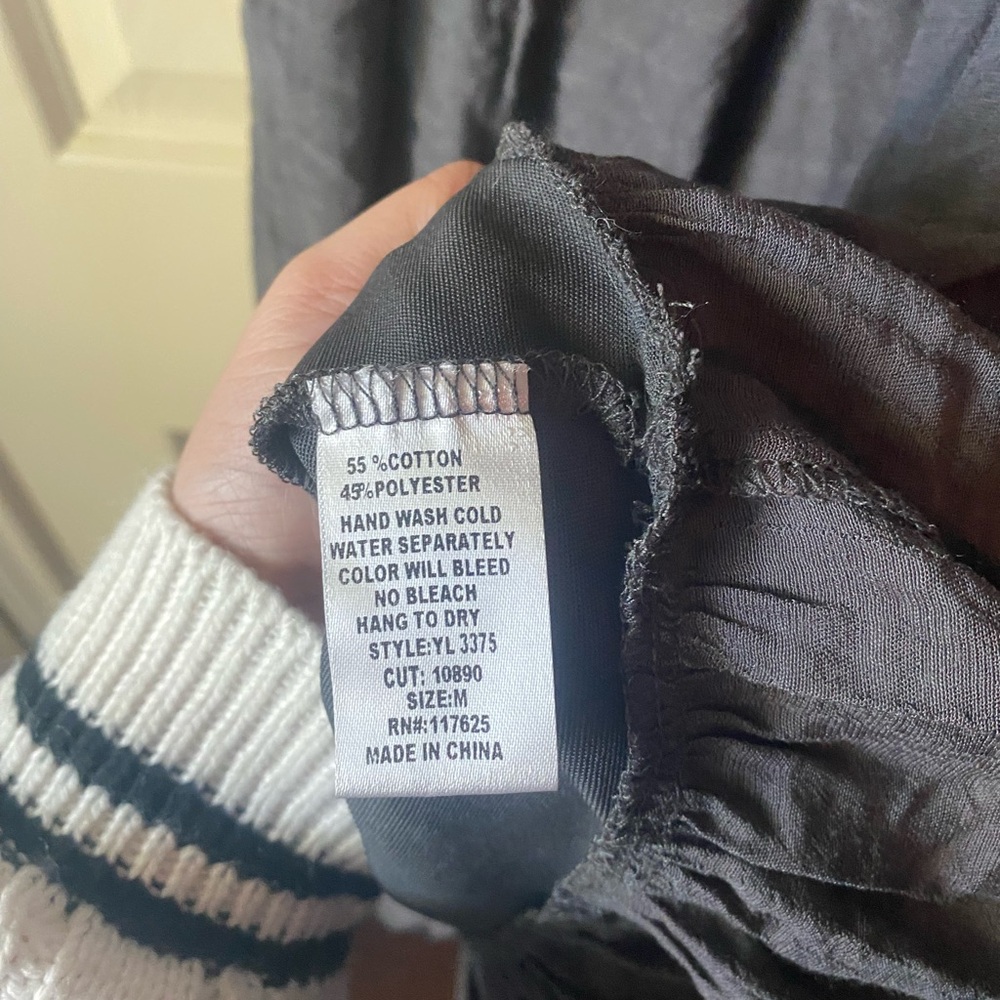 55 %COTTON
45%POLYESTER
HAND WASH COLD
WATER SEPARATELY
COLOR WILL BLEED
NO BLEACH
HANG TO DRY
STYLE:YL 3375
CUT: 10890
SIZE:M
RN#:117625
MADE IN CHINA